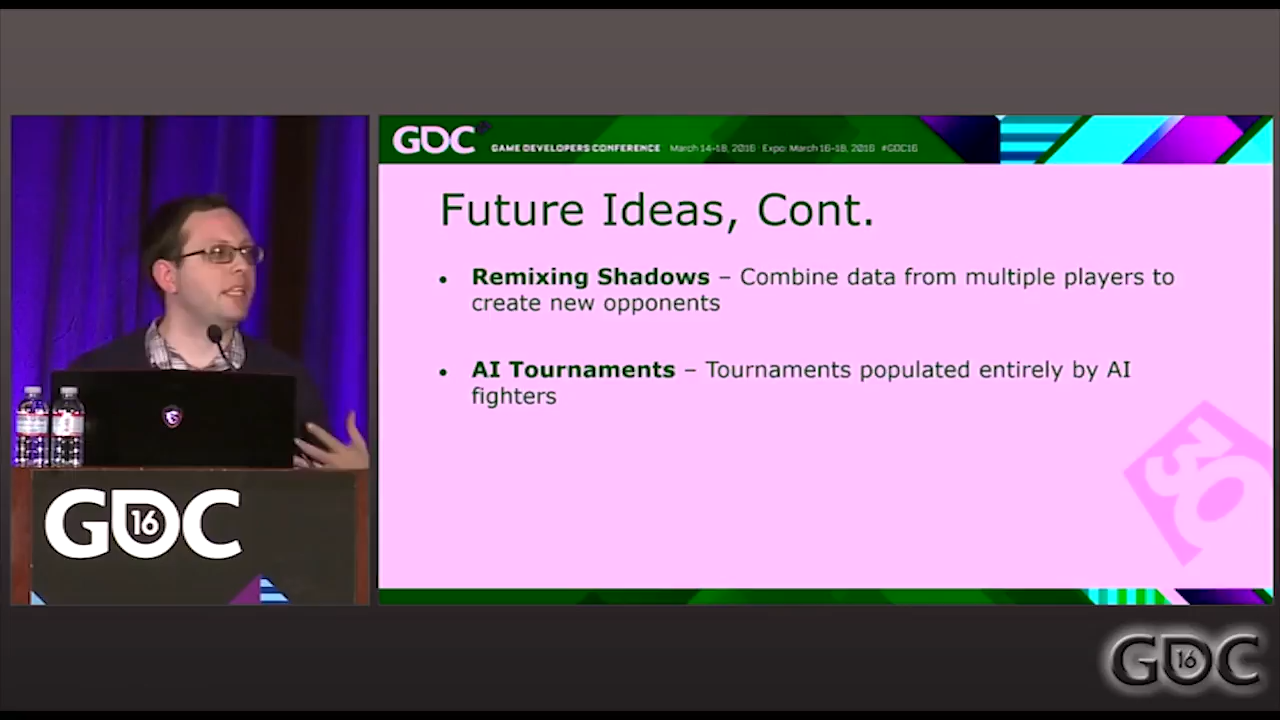 GDC
GAME DEVELOPERS CONFERENCE March 14-18, 2016 · Expo: March 16-18, 2016 #GDC16
Future Ideas, Cont.
• Remixing Shadows – Combine data from multiple players to
create new opponents
• AI Tournaments – Tournaments populated entirely by AI
fighters
30
GDC
16
GDC
16